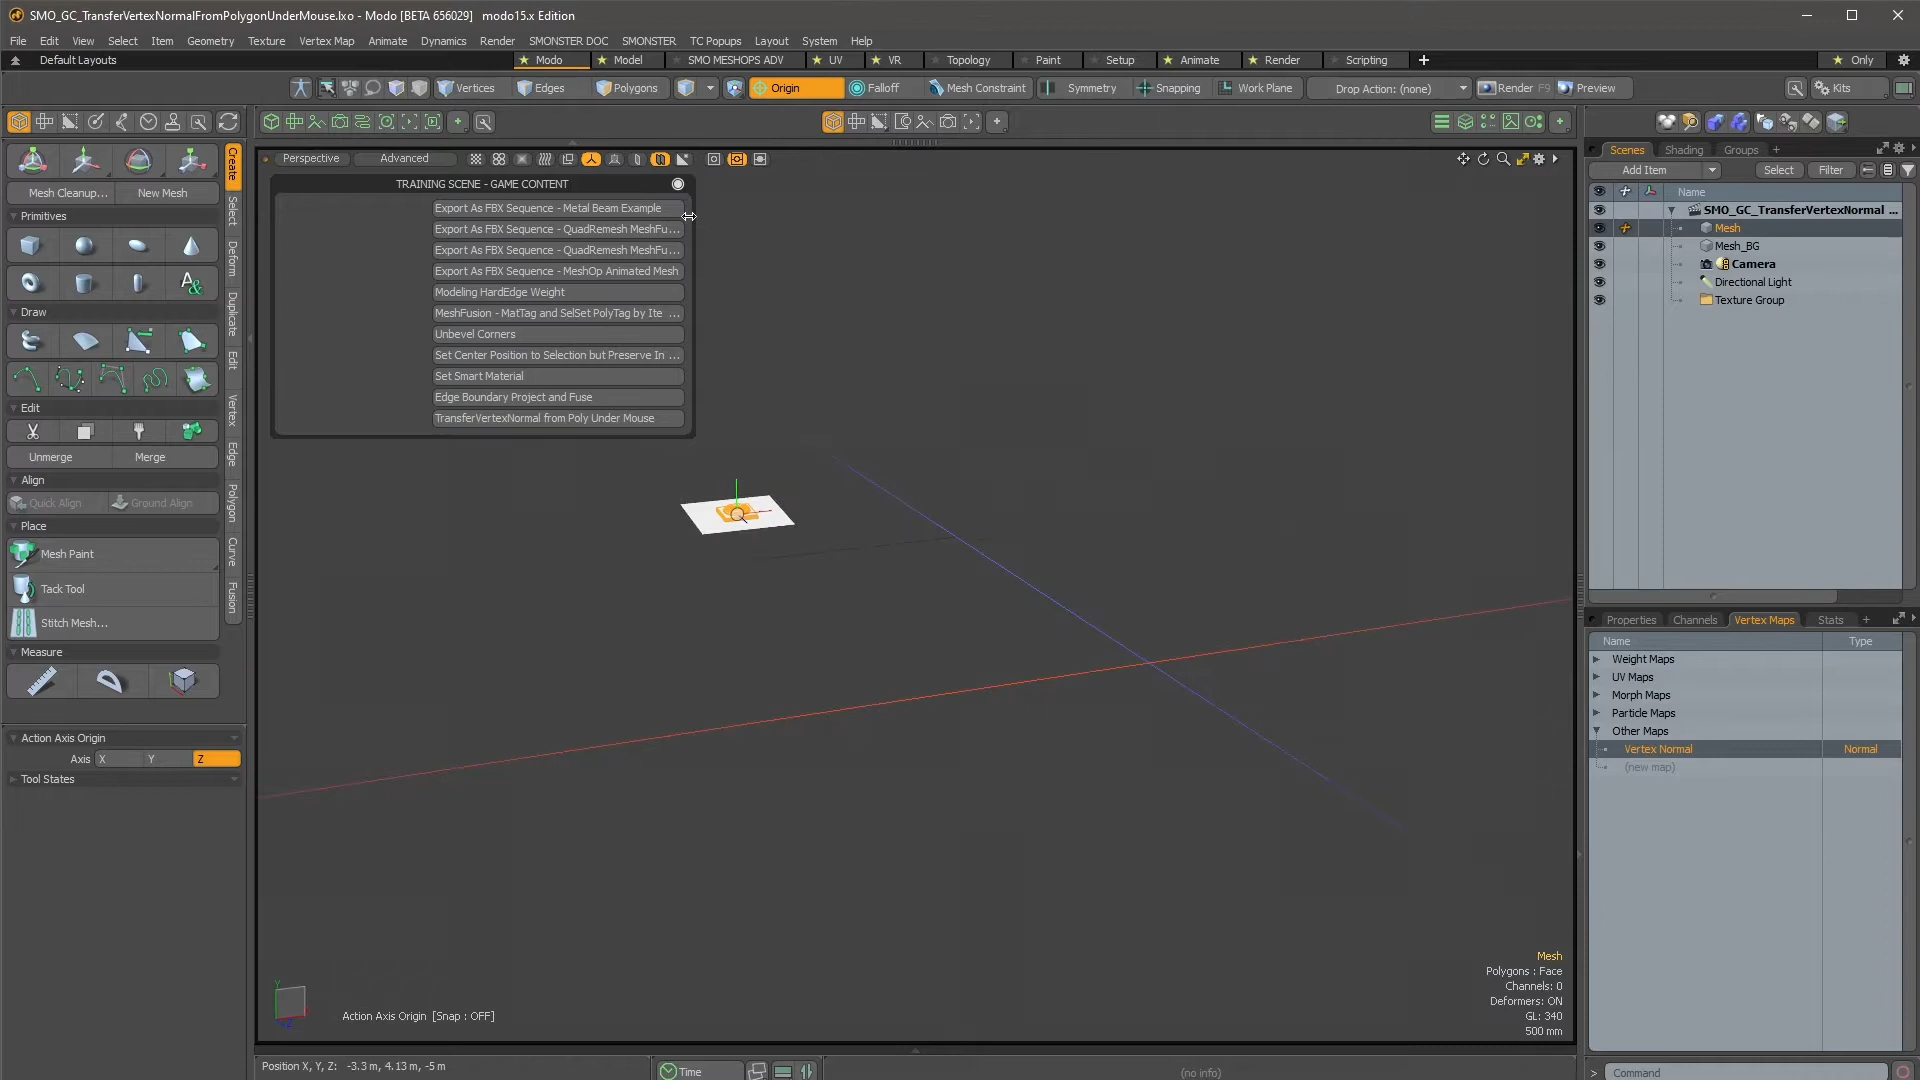 SMO_GC_TransferVertexNormalFromPolygonUnderMouse.lxo - Modo [BETA 656029] modo15.x Edition
File Edit View Select Item Geometry Texture Vertex Map Animate Dynamics Render SMONSTER DOC SMONSTER TC Popups Layout System Help
Default Layouts Modo Model SMO MESHOPS ADV UV VR Topology Paint Setup Animate Render Scripting Only
Vertices Edges Polygons Origin Falloff Mesh Constraint Symmetry Snapping Work Plane Drop Action: (none) Render F9 Preview Kits
Perspective Advanced
Scenes Shading Groups +
Add Item Select Filter
Name
SMO_GC_TransferVertexNormal ...
Mesh
Mesh_BG
Camera
Directional Light
Texture Group
Mesh Cleanup... New Mesh
Primitives
Draw
Edit
Unmerge Merge
Align
Quick Align Ground Align
Place
Mesh Paint
Tack Tool
Stitch Mesh...
Measure
Action Axis Origin
Axis X Y Z
Tool States
Create
Select
Deform
Duplicate
Edit
Vertex
Edge
Polygon
Curve
Fusion
TRAINING SCENE - GAME CONTENT
Export As FBX Sequence - Metal Beam Example
Export As FBX Sequence - QuadRemesh MeshFu...
Export As FBX Sequence - QuadRemesh MeshFu...
Export As FBX Sequence - MeshOp Animated Mesh
Modeling HardEdge Weight
MeshFusion - MatTag and SelSet PolyTag by Ite ...
Unbevel Corners
Set Center Position to Selection but Preserve In ...
Set Smart Material
Edge Boundary Project and Fuse
TransferVertexNormal from Poly Under Mouse
Properties Channels Vertex Maps Stats +
Name Type
Weight Maps
UV Maps
Morph Maps
Particle Maps
Other Maps
Vertex Normal Normal
(new map)
Mesh
Polygons : Face
Channels: 0
Deformers: ON
GL: 340
500 mm
Y
Action Axis Origin [Snap : OFF]
Position X, Y, Z: -3.3 m, 4.13 m, -5 m
Time
(no info)
> Command